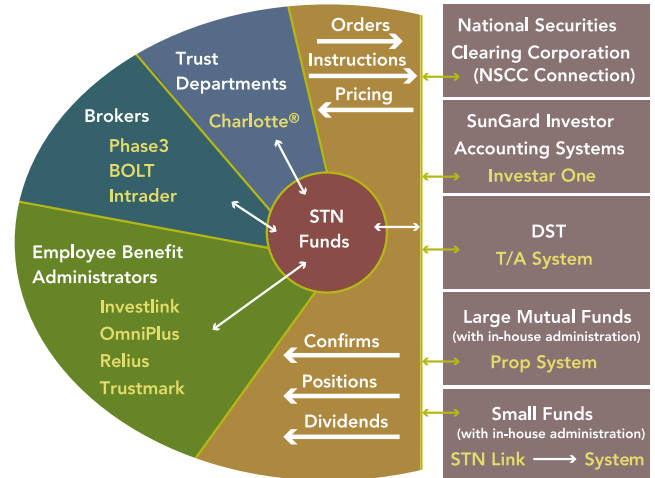 Orders
Instructions
Pricing
Trust
Departments
Charlotte®
Brokers
Phase3
BOLT
Intrader
STN
Funds
Employee Benefit
Administrators
Investlink
OmniPlus
Relius
Trustmark
Confirms
Positions
Dividends
National Securities
Clearing Corporation
(NSCC Connection)
SunGard Investor
Accounting Systems
Investar One
DST
T/A System
Large Mutual Funds
(with in-house administration)
Prop System
Small Funds
(with in-house administration)
STN Link System